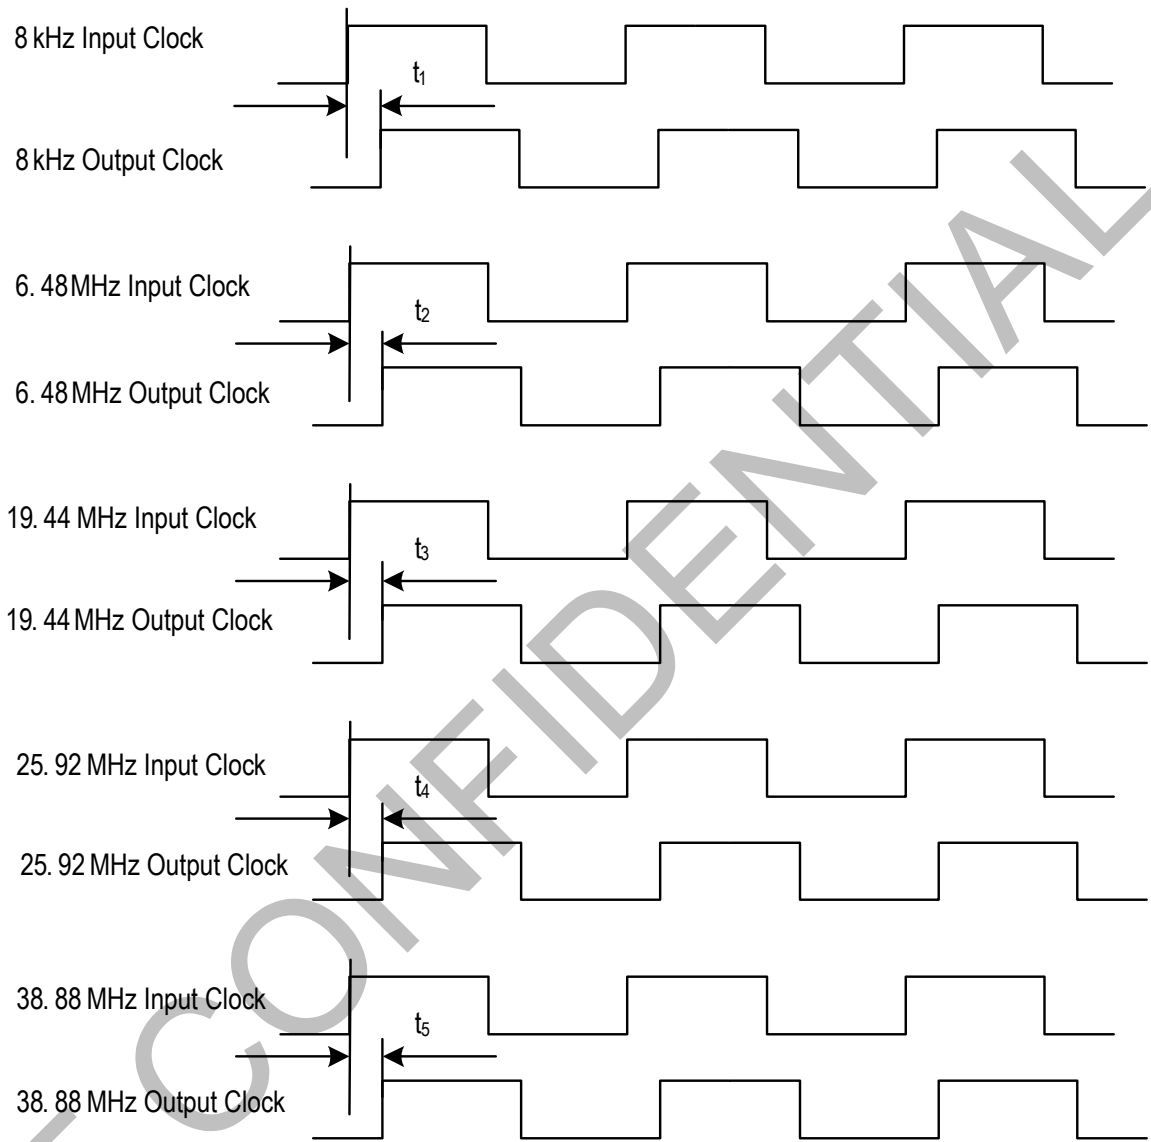 8 kHz Input Clock
t1
8 kHz Output Clock
6. 48 MHz Input Clock
t2
6. 48 MHz Output Clock
19. 44 MHz Input Clock
t3
19. 44 MHz Output Clock
25. 92 MHz Input Clock
t4
25. 92 MHz Output Clock
38. 88 MHz Input Clock
t5
38. 88 MHz Output Clock
CONFIDENTIAL